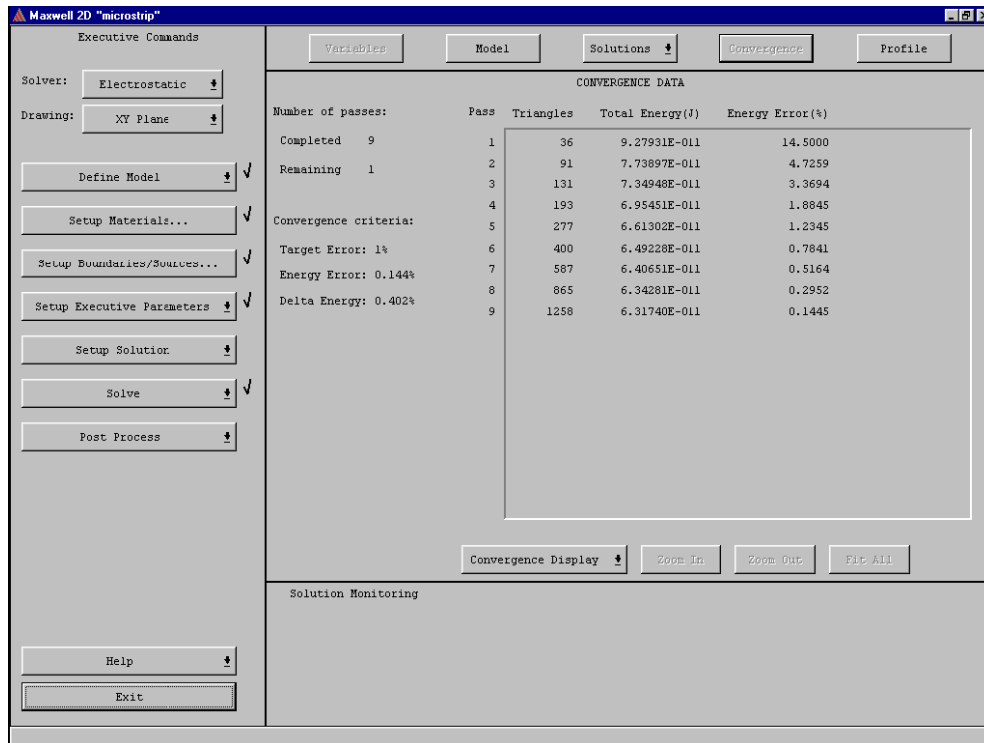 Maxwell 2D "microstrip"
Executive Commands
Solver: Electrostatic
Drawing: XY Plane
Define Model
Setup Materials...
Setup Boundaries/Sources...
Setup Executive Parameters
Setup Solution
Solve
Post Process
Help
Exit
Variables Model Solutions Convergence Profile
CONVERGENCE DATA
Number of passes:
Completed 9
Remaining 1
Convergence criteria:
Target Error: 1%
Energy Error: 0.144%
Delta Energy: 0.402%
Pass Triangles Total Energy(J) Energy Error(%)
1 36 9.27931E-011 14.5000
2 91 7.73897E-011 4.7259
3 131 7.34948E-011 3.3694
4 193 6.95451E-011 1.8845
5 277 6.61302E-011 1.2345
6 400 6.49228E-011 0.7841
7 587 6.40651E-011 0.5164
8 865 6.34281E-011 0.2952
9 1258 6.31740E-011 0.1445
Convergence Display Zoom In Zoom Out Fit All
Solution Monitoring